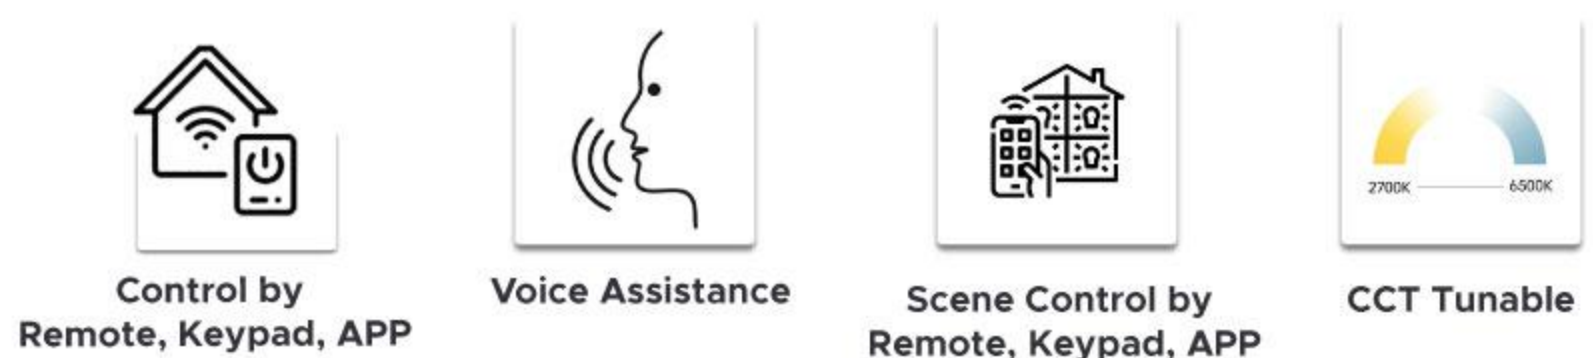 2700K
6500K
Control by
Remote, Keypad, APP
Voice Assistance
Scene Control by
Remote, Keypad, APP
CCT Tunable